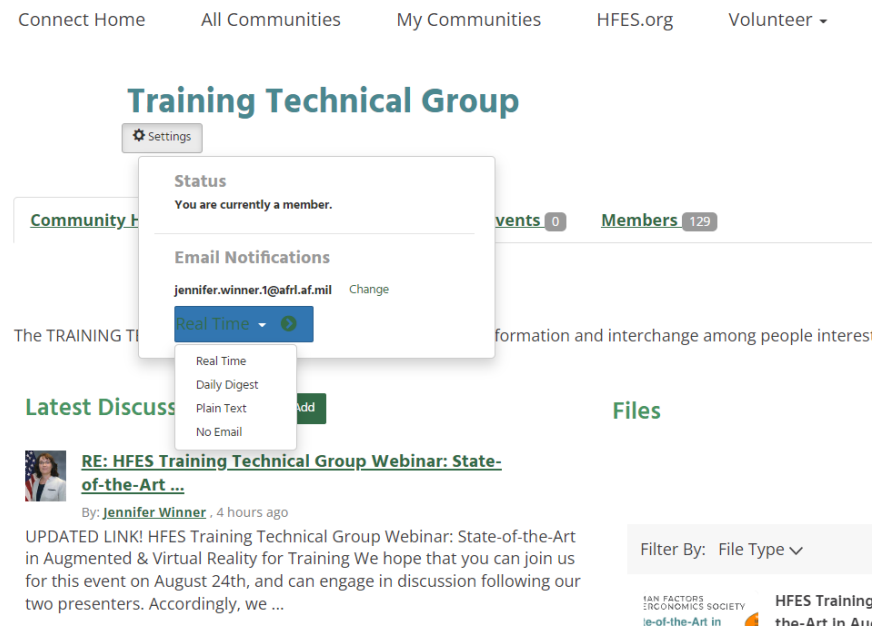 Connect Home All Communities My Communities HFES.org Volunteer
Training Technical Group
Settings
Status
You are currently a member.
Community vents 0 Members 129
Email Notifications
jennifer.winner.1@afrl.af.mil Change
Real Time
The TRAINING formation and interchange among people
Real Time
Daily Digest
Plain Text
No Email
Latest Add Files
RE: HFES Training Technical Group Webinar: State-
of-the-Art ...
By: Jennifer Winner , 4 hours ago
UPDATED LINK! HFES Training Technical Group Webinar: State-of-the-Art
in Augmented & Virtual Reality for Training We hope that you can join us
for this event on August 24th, and can engage in discussion following our
two presenters. Accordingly, we ...
Filter By: File Type
ERCONOMICS SOCIETY
HFES Training
the-Art in